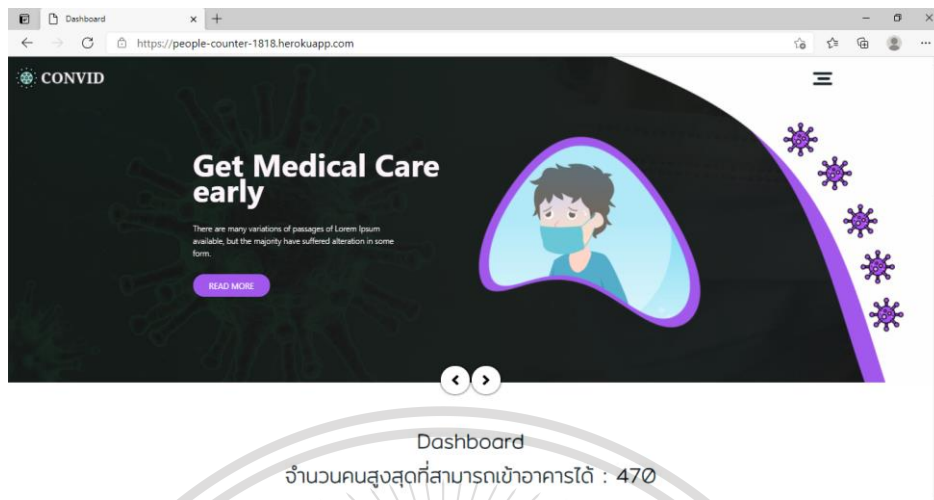 Dashboard
https://people-counter-1818.herokuapp.com
CONVID
Get Medical Care
early
There are many variations of passages of Lorem Ipsum
available, but the majority have suffered alteration in some
form.
READ MORE
Dashboard
จำนวนคนสูงสุดที่สามารถเข้าอาคารได้ : 470